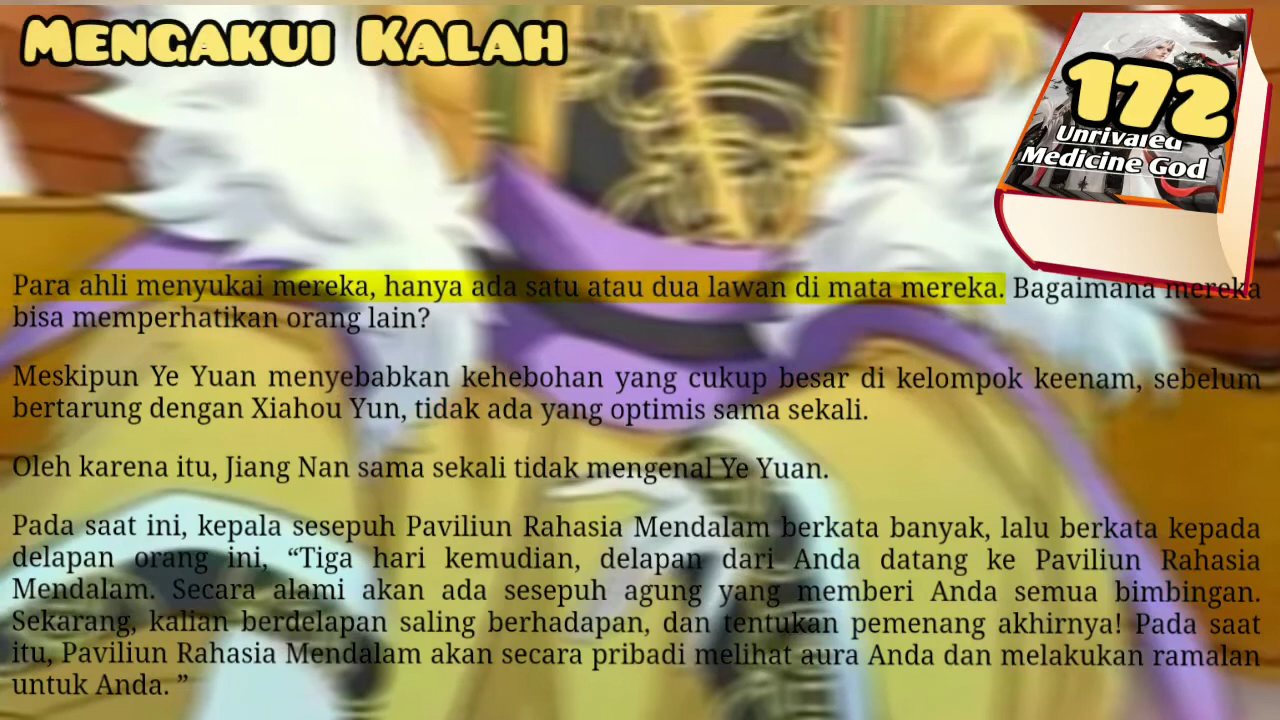 Mengakui Kalah
172
Unrivaled
Medicine God
Para ahli menyukai mereka, hanya ada satu atau dua lawan di mata mereka. Bagaimana mereka
bisa memperhatikan orang lain?
Meskipun Ye Yuan menyebabkan kehebohan yang cukup besar di kelompok keenam, sebelum
bertarung dengan Xiahou Yun, tidak ada yang optimis sama sekali.
Oleh karena itu, Jiang Nan sama sekali tidak mengenal Ye Yuan.
Pada saat ini, kepala sesepuh Paviliun Rahasia Mendalam berkata banyak, lalu berkata kepada
delapan orang ini, “Tiga hari kemudian, delapan dari Anda datang ke Paviliun Rahasia
Mendalam. Secara alami akan ada sesepuh agung yang memberi Anda semua bimbingan.
Sekarang, kalian berdelapan saling berhadapan, dan tentukan pemenang akhirnya! Pada saat
itu, Paviliun Rahasia Mendalam akan secara pribadi melihat aura Anda dan melakukan ramalan
untuk Anda. ”